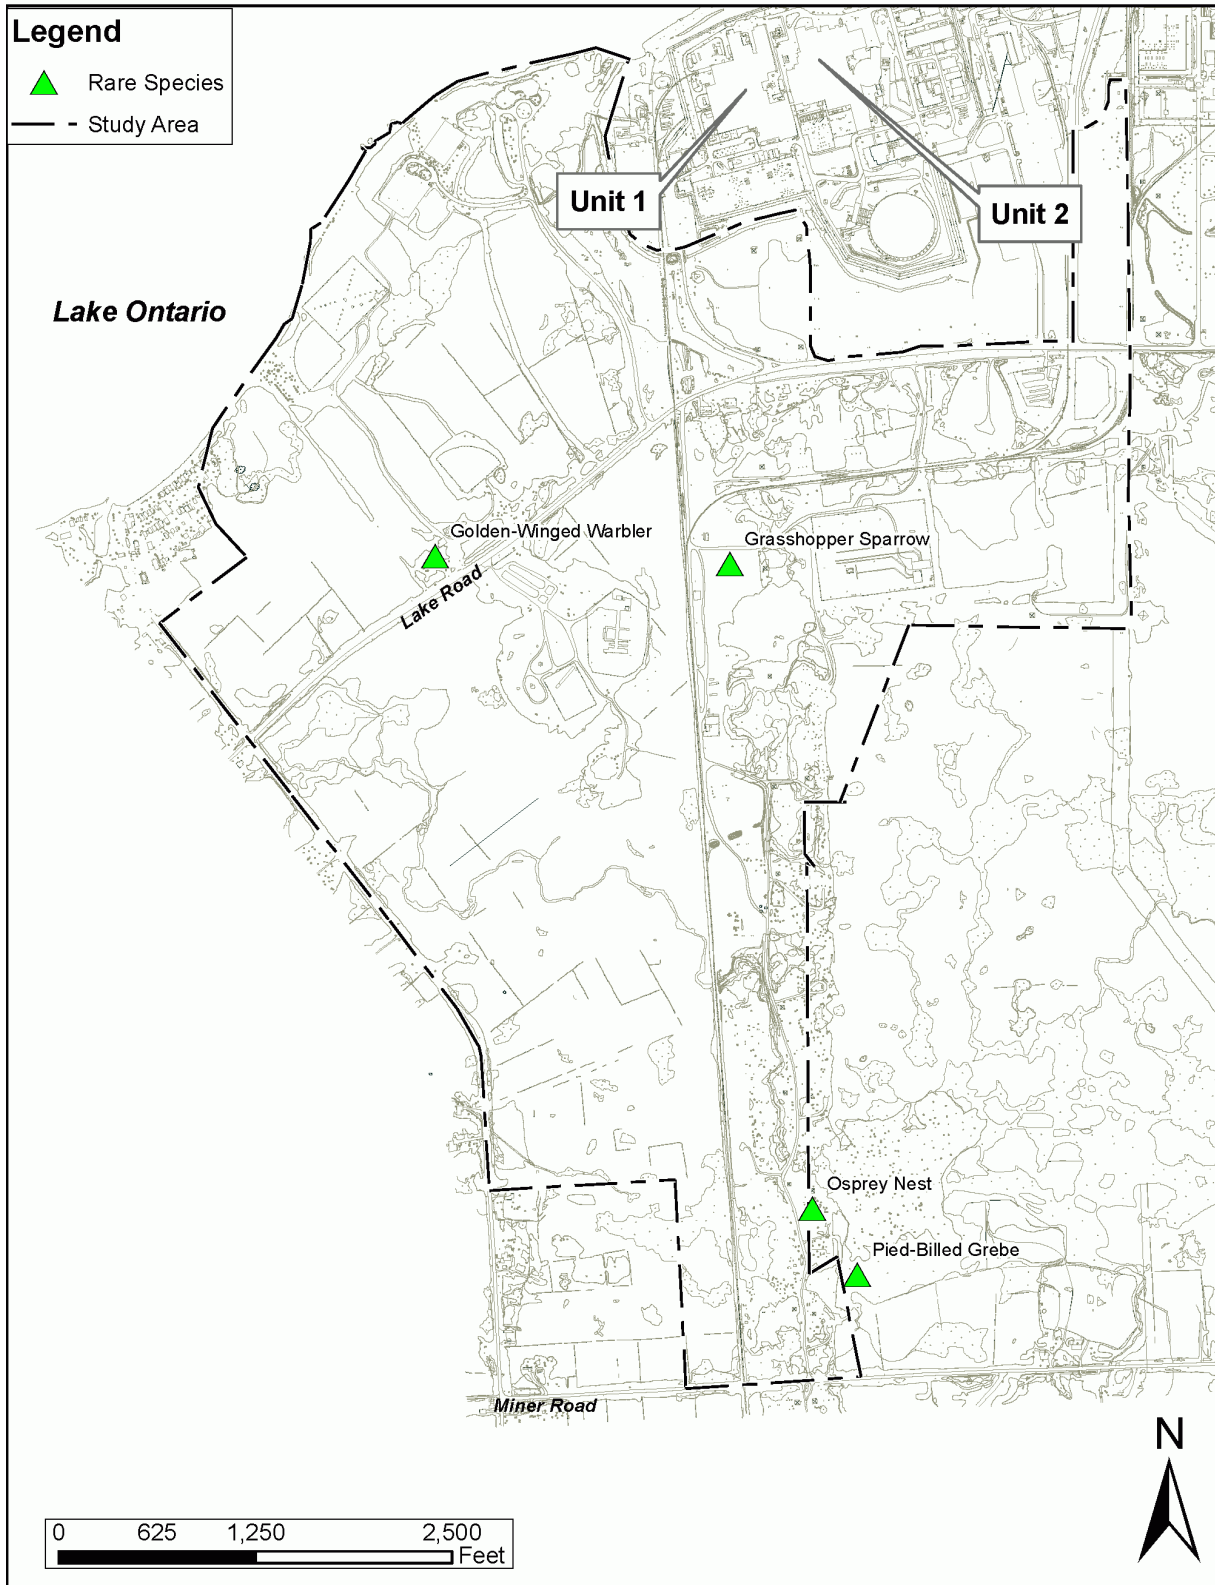 Legend
Rare Species
Study Area
Unit 1
Unit 2
Lake Ontario
Golden-Winged Warbler
Grasshopper Sparrow
Lake Road
Osprey Nest
Pied-Billed Grebe
Miner Road
N
0 625 1,250 2,500
Feet